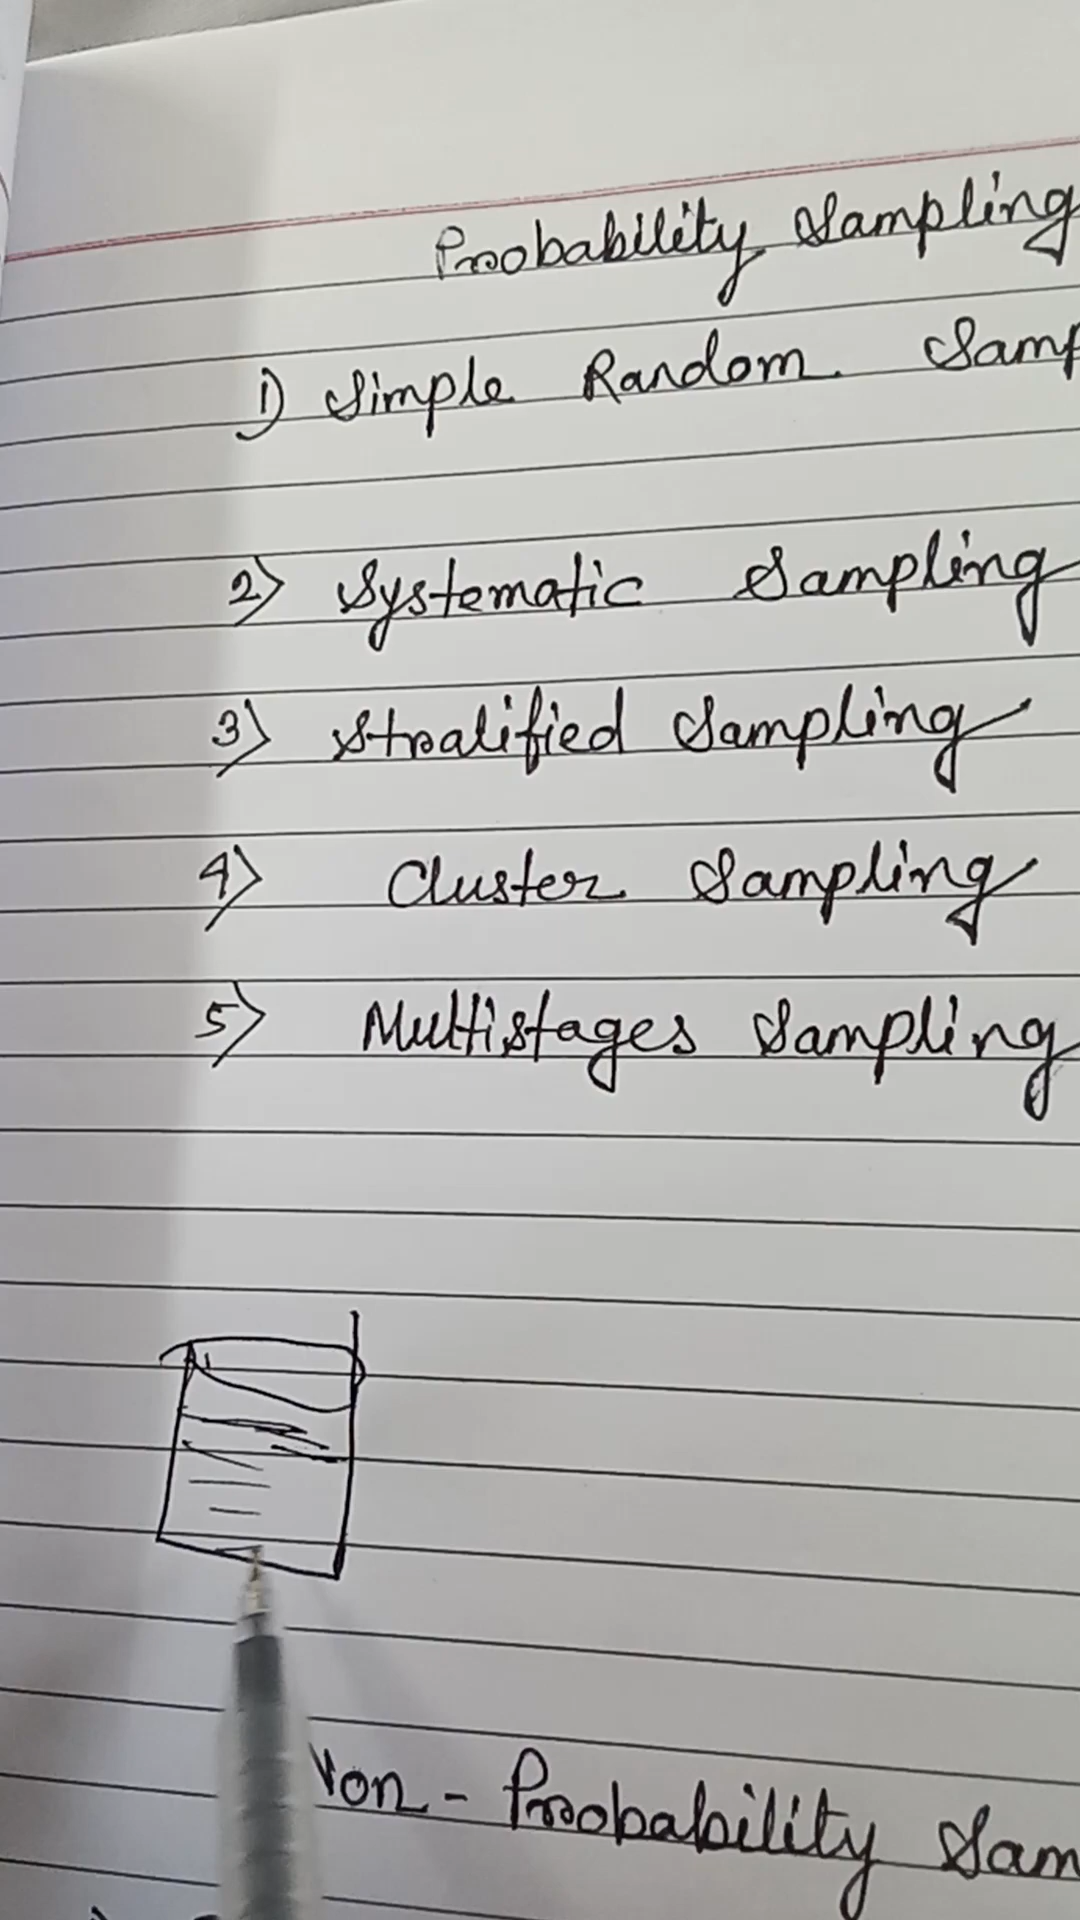 Probability Sampling
1) Simple Random Samp
2) Systematic Sampling
3) Stratified Sampling
4) Cluster Sampling
5) Multistages Sampling
Non - Probability Sam